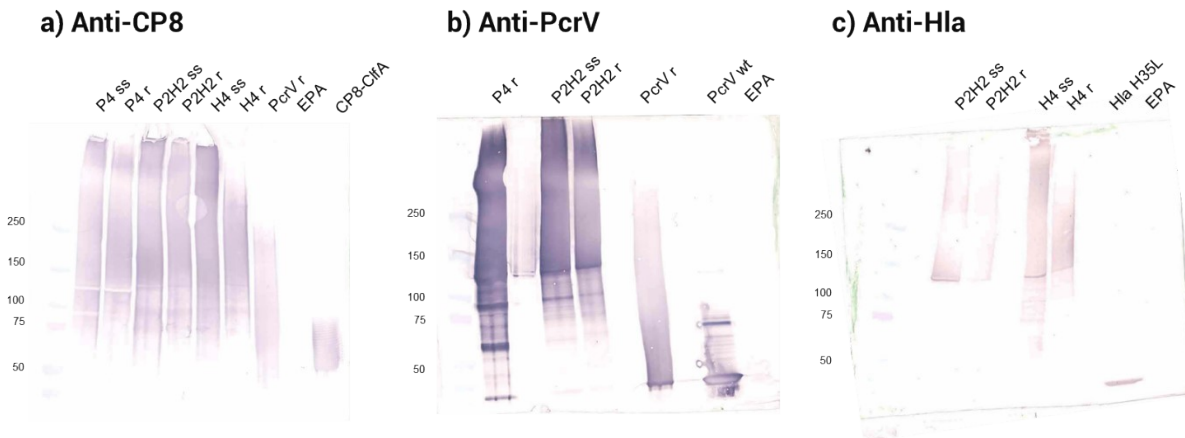 a) Anti-CP8
P4 ss
P4 r
P2H2 ss
P2H2 r
H4 ss
H4 r
PcrV r
EPA
CP8-ClfA
250
150
100
75
50
b) Anti-PcrV
P4 r
P2H2 ss
P2H2 r
PcrV r
PcrV wt
EPA
250
150
100
75
50
c) Anti-Hla
P2H2 ss
P2H2 r
H4 ss
H4 r
Hla H35L
EPA
250
150
100
75
50